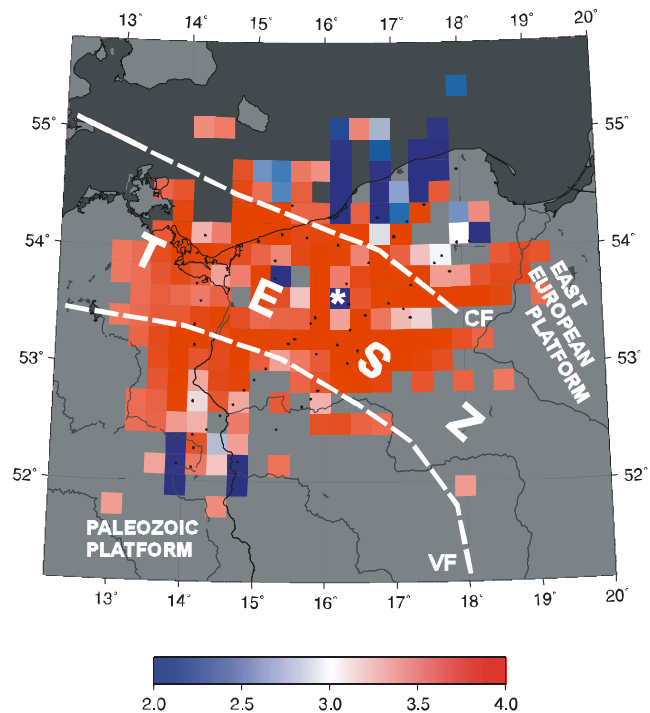 13° 14° 15° 16° 17° 18° 19° 20°
55° 55°
54° 54°
T
E
EAST
EUROPEAN
PLATFORM
CF
53° 53°
S
Z
52° 52°
PALEOZOIC
PLATFORM
VF
13° 14° 15° 16° 17° 18° 19° 20°
2.0 2.5 3.0 3.5 4.0